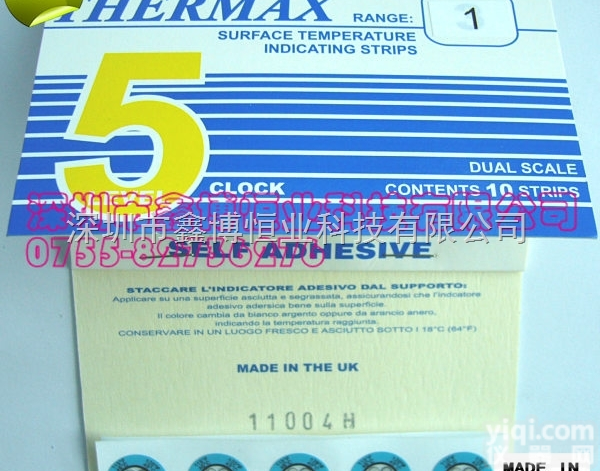 THERMAX
RANGE: 1
SURFACE TEMPERATURE
INDICATING STRIPS
5
CLOCK
DUAL SCALE
CONTENTS 10 STRIPS
深圳市鑫博恒业科技有限公司
深圳市鑫博恒业科技有限公司
SELF ADHESIVE
STACCARE L'INDICATORE ADESIVO DAL SUPPORTO:
Applicare su una superficie asciutta e segrassata, assicurandosi che l'indicatore
adesivo adersica bene sulla superficie.
Il colore cambia da bianco argento oppure da arancio anero,
indicando la temperatura raggiunta.
CONSERVARE IN UN LUOGO FRESCO E ASCIUTTO SOTTO I 18°C (64°F)
MADE IN THE UK
11004H
yiqi.com
MADE IN